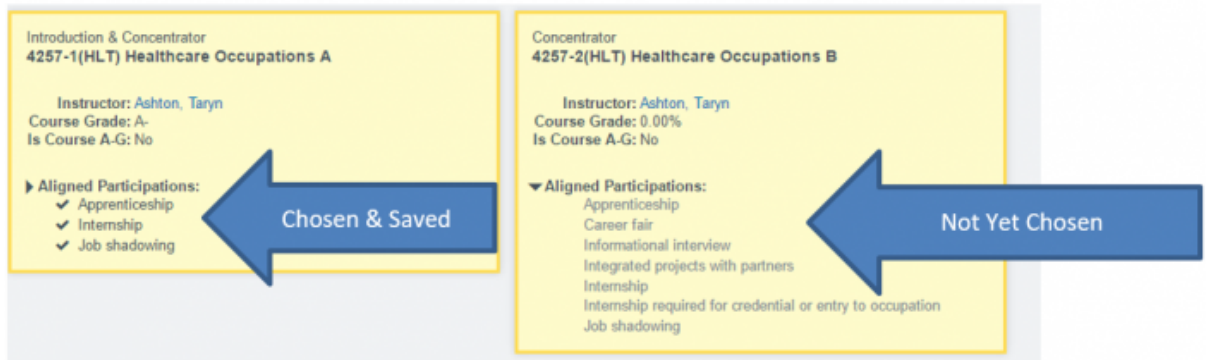 Introduction & Concentrator
4257-1(HLT) Healthcare Occupations A
Instructor: Ashton, Taryn
Course Grade: A-
Is Course A-G: No
Aligned Participations:
Apprenticeship
Internship
Job shadowing
Chosen & Saved
Concentrator
4257-2(HLT) Healthcare Occupations B
Instructor: Ashton, Taryn
Course Grade: 0.00%
Is Course A-G: No
Aligned Participations:
Apprenticeship
Career fair
Informational interview
Integrated projects with partners
Internship
Internship required for credential or entry to occupation
Job shadowing
Not Yet Chosen